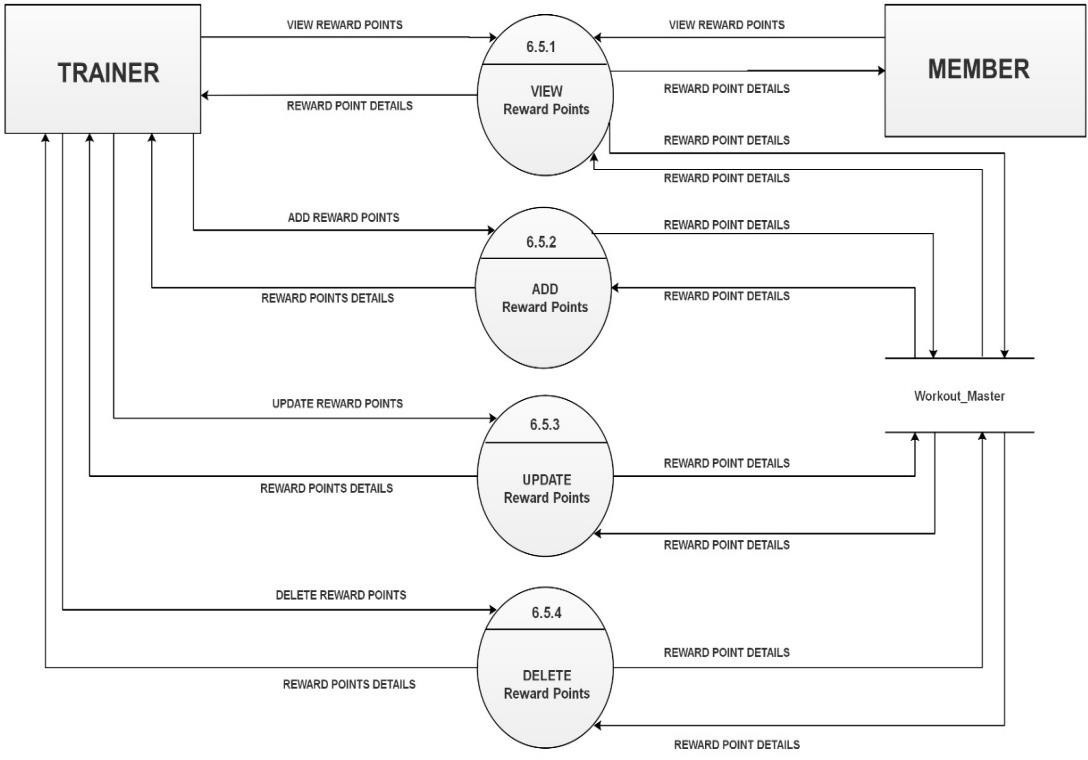 VIEW REWARD POINTS
VIEW REWARD POINTS
TRAINER
6.5.1
MEMBER
VIEW
Reward Points
REWARD POINT DETAILS
REWARD POINT DETAILS
REWARD POINT DETAILS
REWARD POINT DETAILS
ADD REWARD POINTS
REWARD POINT DETAILS
6.5.2
ADD
Reward Points
REWARD POINTS DETAILS
REWARD POINT DETAILS
Workout_Master
UPDATE REWARD POINTS
6.5.3
REWARD POINT DETAILS
UPDATE
Reward Points
REWARD POINTS DETAILS
REWARD POINT DETAILS
DELETE REWARD POINTS
6.5.4
REWARD POINT DETAILS
DELETE
Reward Points
REWARD POINTS DETAILS
REWARD POINT DETAILS